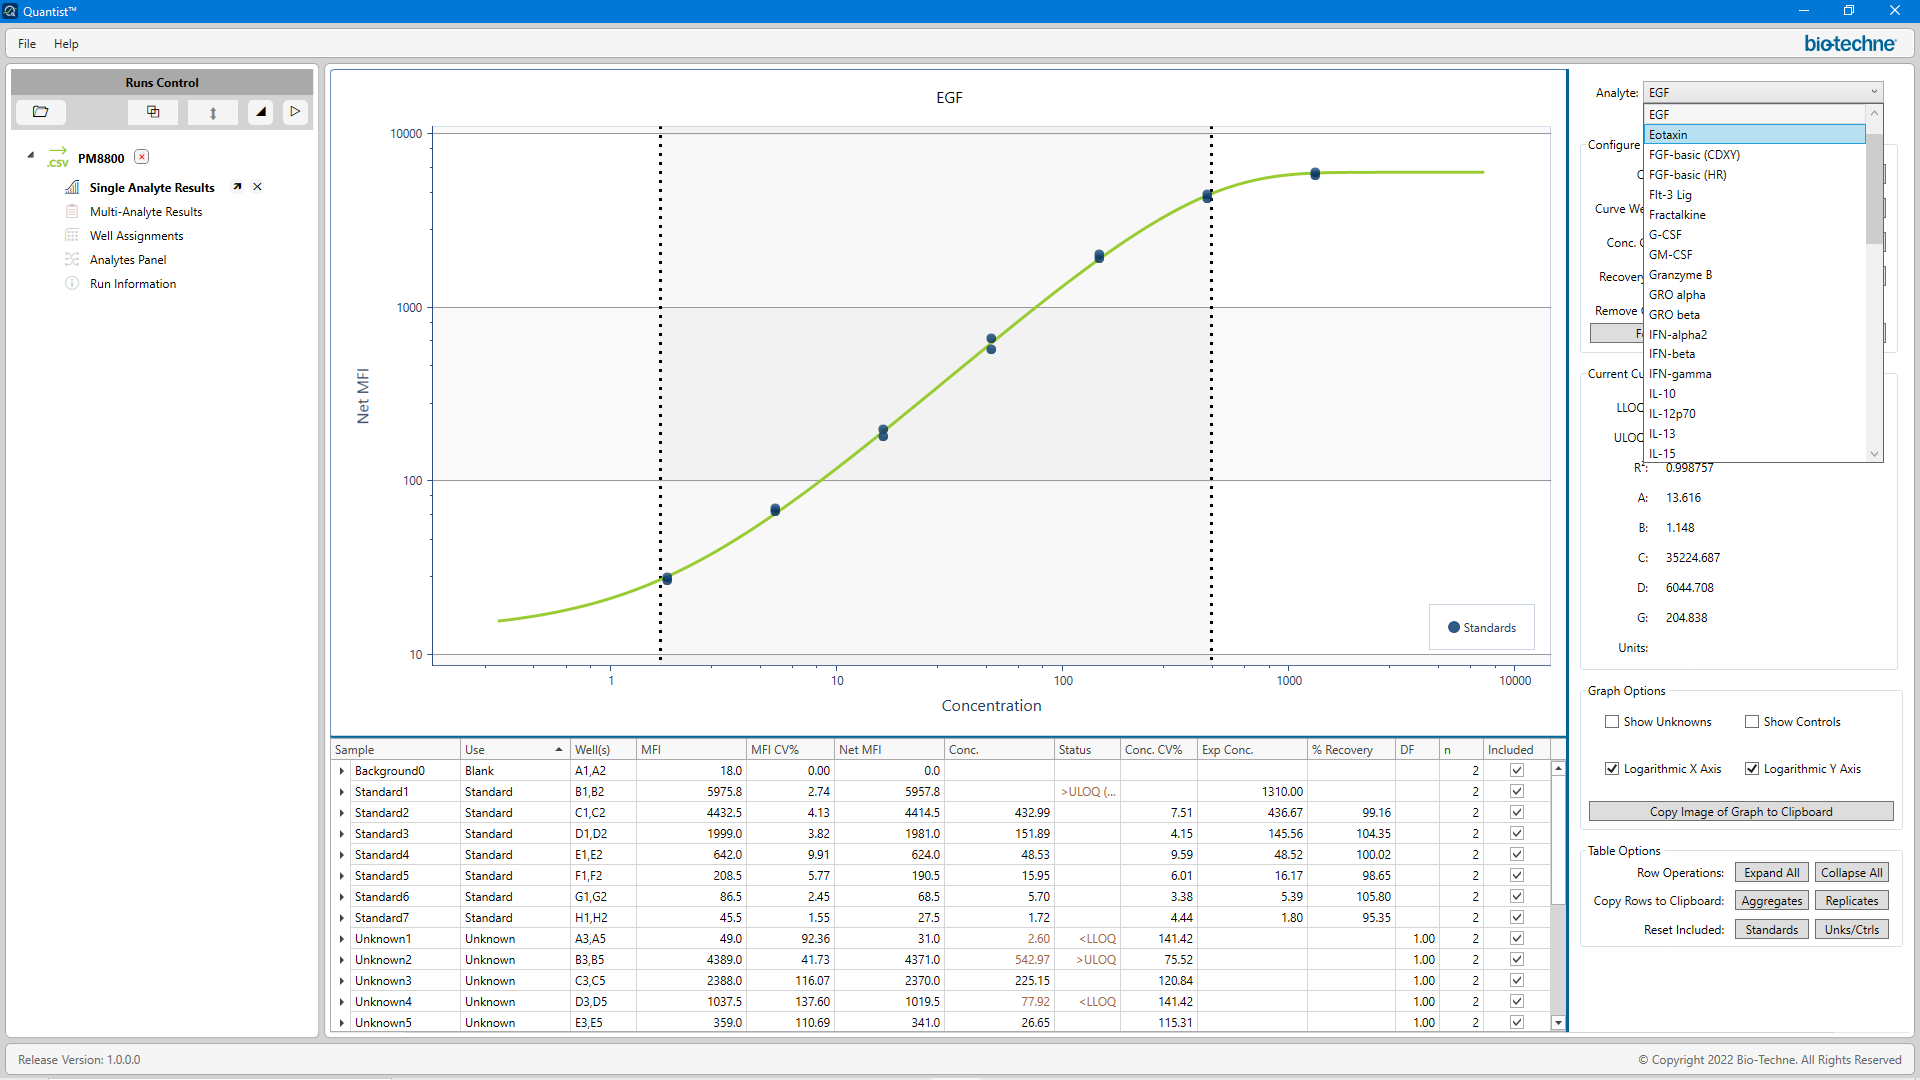 Quantist™
File Help
bio-techne
Runs Control
.CSV PM8800
Single Analyte Results
Multi-Analyte Results
Well Assignments
Analytes Panel
Run Information
EGF
10000
1000
100
10
Net MFI
1 10 100 1000 10000
Concentration
Standards
Analyte: EGF
EGF
Eotaxin
FGF-basic (CDXY)
FGF-basic (HR)
Flt-3 Lig
Fractalkine
G-CSF
GM-CSF
Granzyme B
GRO alpha
GRO beta
IFN-alpha2
IFN-beta
IFN-gamma
IL-10
IL-12p70
IL-13
IL-15
Configure
Curve We
Conc. 
Recovery
Remove
Current Cu
LLOQ
ULOQ
R²: 0.998757
A: 13.616
B: 1.148
C: 35224.687
D: 6044.708
G: 204.838
Units:
Graph Options
Show Unknowns Show Controls
Logarithmic X Axis Logarithmic Y Axis
Copy Image of Graph to Clipboard
Table Options
Row Operations: Expand All Collapse All
Copy Rows to Clipboard: Aggregates Replicates
Reset Included: Standards Unks/Ctrls
Sample Use Well(s) MFI MFI CV% Net MFI Conc. Status Conc. CV% Exp Conc. % Recovery DF n Included
Background0 Blank A1,A2 18.0 0.00 0.0 2
Standard1 Standard B1,B2 5975.8 2.74 5957.8 >ULOQ (... 1310.00 2
Standard2 Standard C1,C2 4432.5 4.13 4414.5 432.99 7.51 436.67 99.16 2
Standard3 Standard D1,D2 1999.0 3.82 1981.0 151.89 4.15 145.56 104.35 2
Standard4 Standard E1,E2 642.0 9.91 624.0 48.53 9.59 48.52 100.02 2
Standard5 Standard F1,F2 208.5 5.77 190.5 15.95 6.01 16.17 98.65 2
Standard6 Standard G1,G2 86.5 2.45 68.5 5.70 3.38 5.39 105.80 2
Standard7 Standard H1,H2 45.5 1.55 27.5 1.72 4.44 1.80 95.35 2
Unknown1 Unknown A3,A5 49.0 92.36 31.0 2.60 <LLOQ 141.42 1.00 2
Unknown2 Unknown B3,B5 4389.0 41.73 4371.0 542.97 >ULOQ 75.52 1.00 2
Unknown3 Unknown C3,C5 2388.0 116.07 2370.0 225.15 120.84 1.00 2
Unknown4 Unknown D3,D5 1037.5 137.60 1019.5 77.92 <LLOQ 141.42 1.00 2
Unknown5 Unknown E3,E5 359.0 110.69 341.0 26.65 115.31 1.00 2
Release Version: 1.0.0.0
© Copyright 2022 Bio-Techne. All Rights Reserved